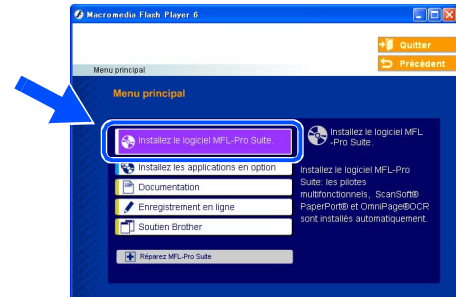 Macromedia Flash Player 6
Quitter
Précédent
Menu principal
Menu principal
Installez le logiciel MFL-Pro Suite.
Installez les applications en option
Documentation
Enregistrement en ligne
Soutien Brother
Réparez MFL-Pro Suite
Installez le logiciel MFL
-Pro Suite.
Installez le logiciel MFL-Pro
Suite: les pilotes
multifonctionnels, ScanSoft®
PaperPort® et OmniPage®OCR
sont installés automatiquement.